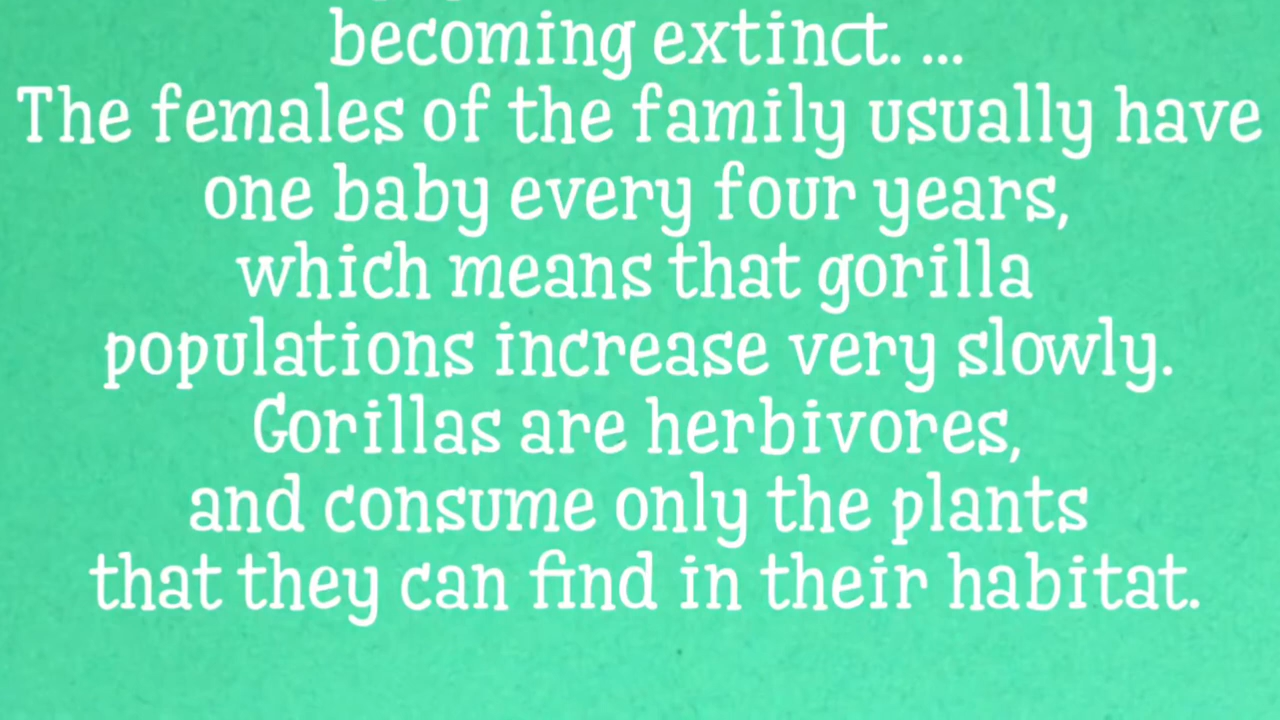 becoming extinct. ...
The females of the family usually have
one baby every four years,
which means that gorilla
populations increase very slowly.
Gorillas are herbivores,
and consume only the plants
that they can find in their habitat.